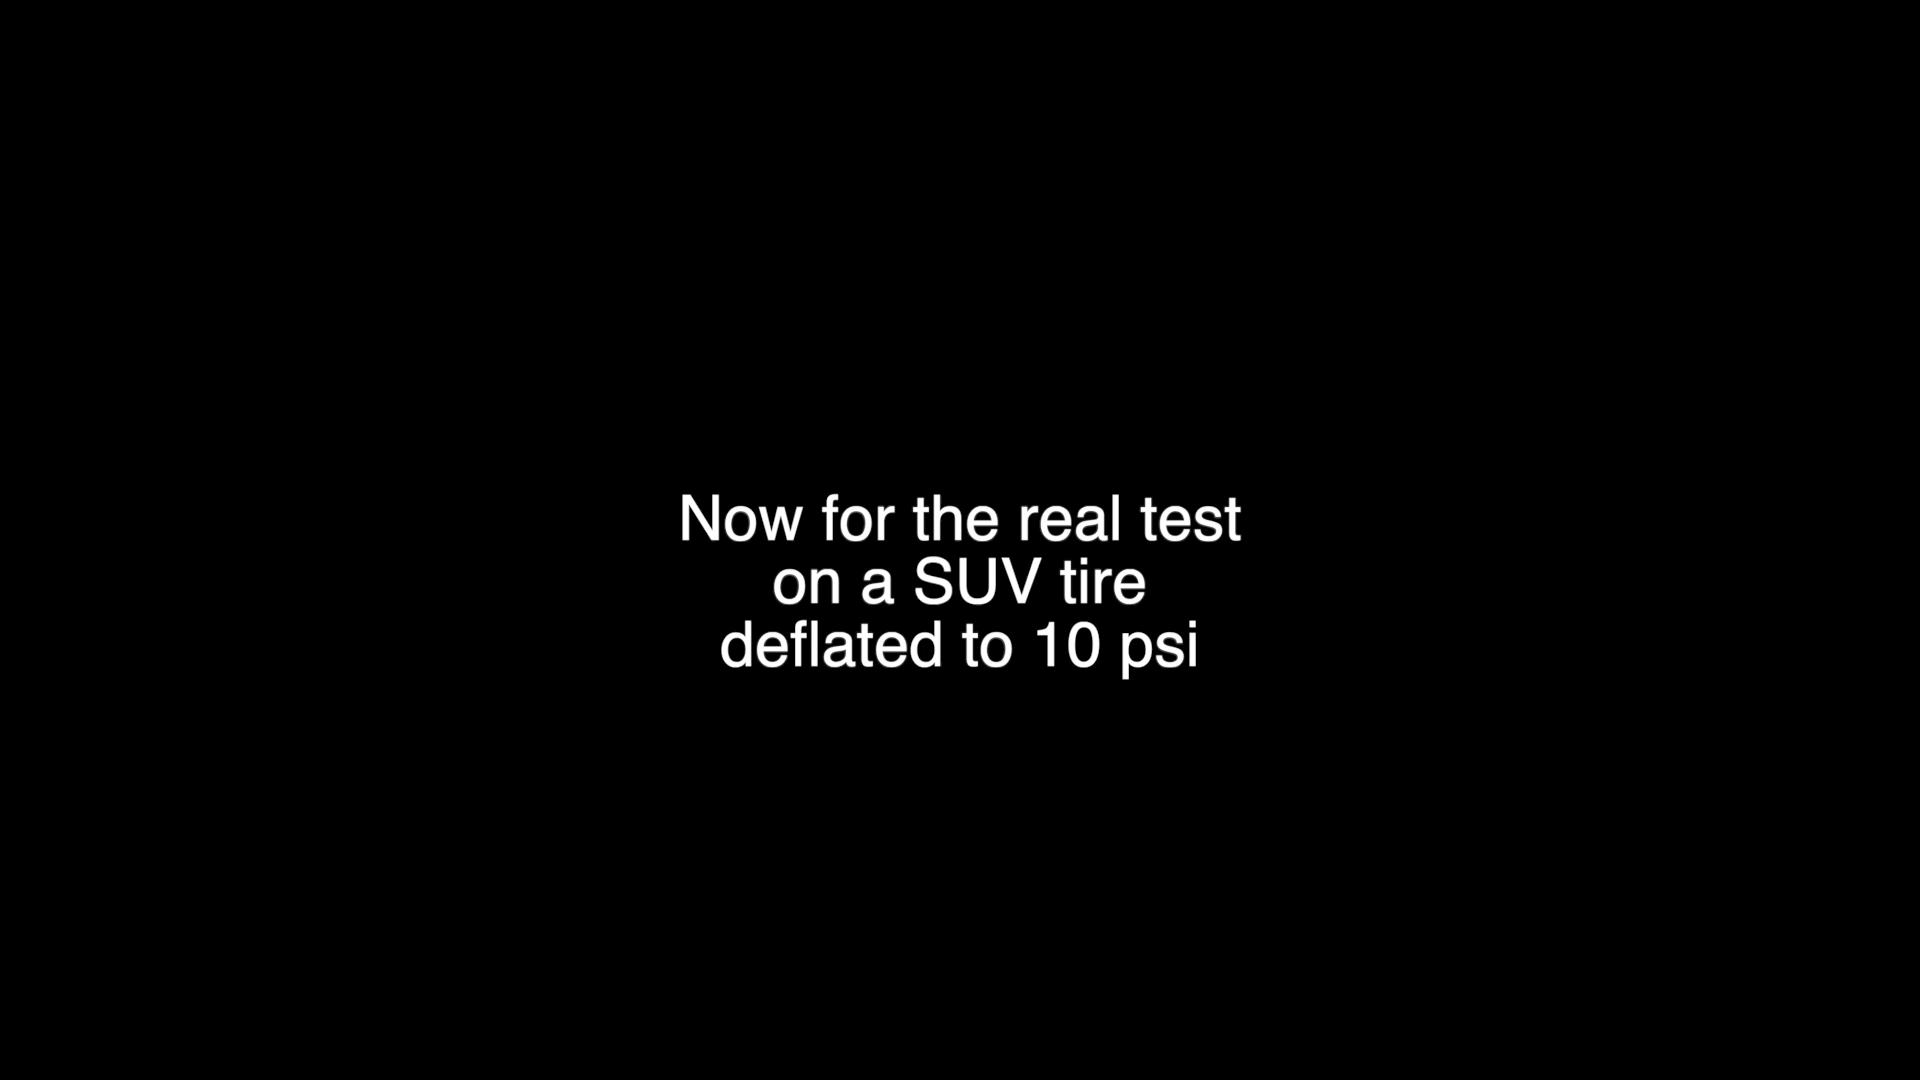 Now for the real test
on a SUV tire
deflated to 10 psi